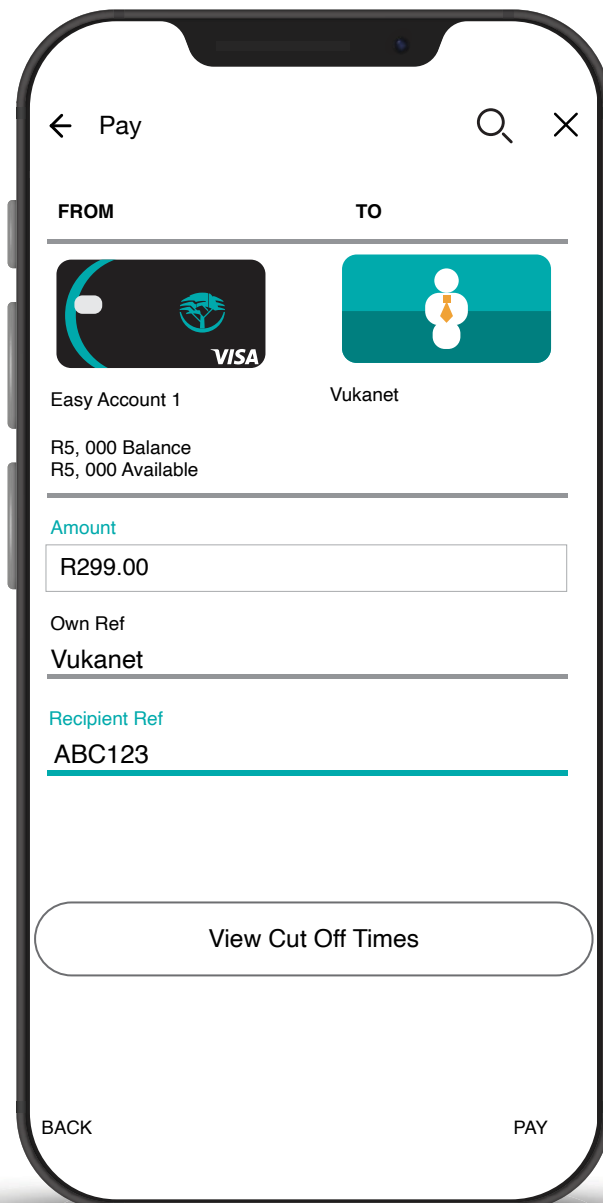 Pay
FROM TO
VISA
Easy Account 1 Vukanet
R5, 000 Balance
R5, 000 Available
Amount
R299.00
Own Ref
Vukanet
Recipient Ref
ABC123
View Cut Off Times
BACK PAY